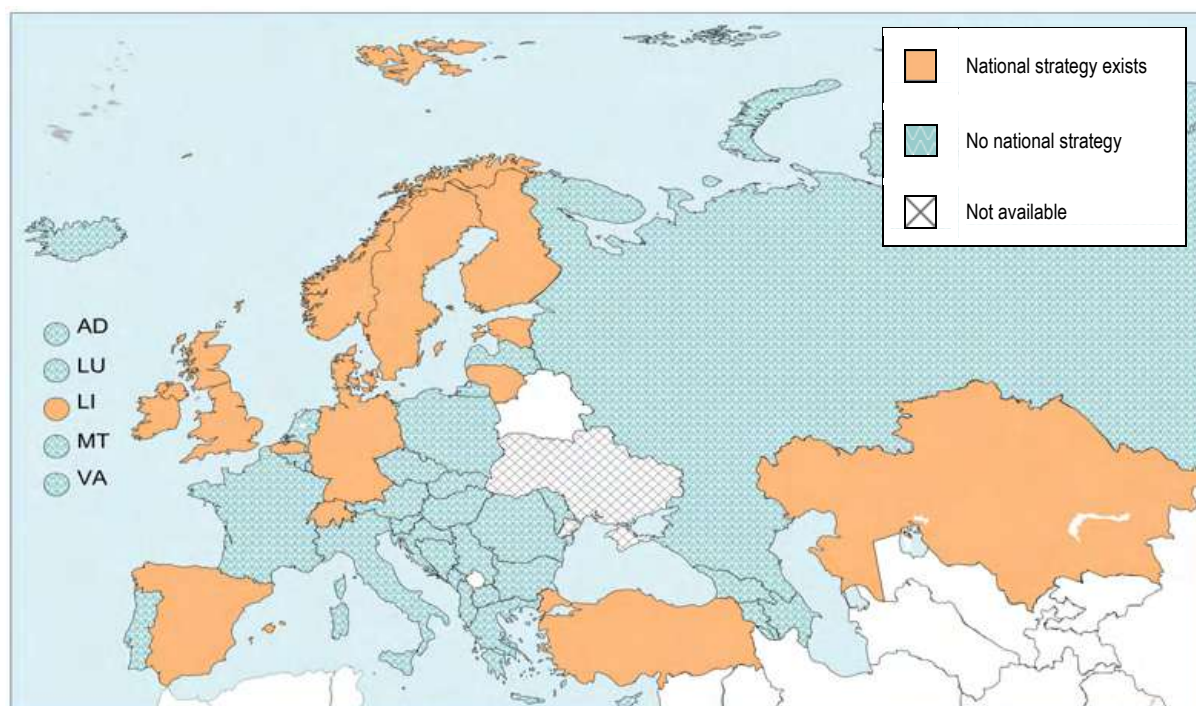 National strategy exists
No national strategy
Not available
AD
LU
LI
MT
VA